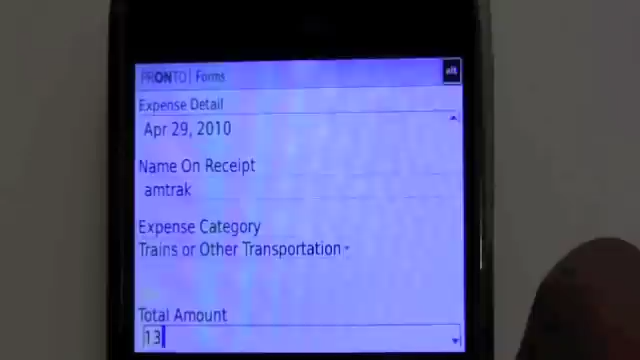 PRONTO | Forms
alt
Expense Detail
Apr 29, 2010
Name On Receipt
amtrak
Expense Category
Trains or Other Transportation
Total Amount
13